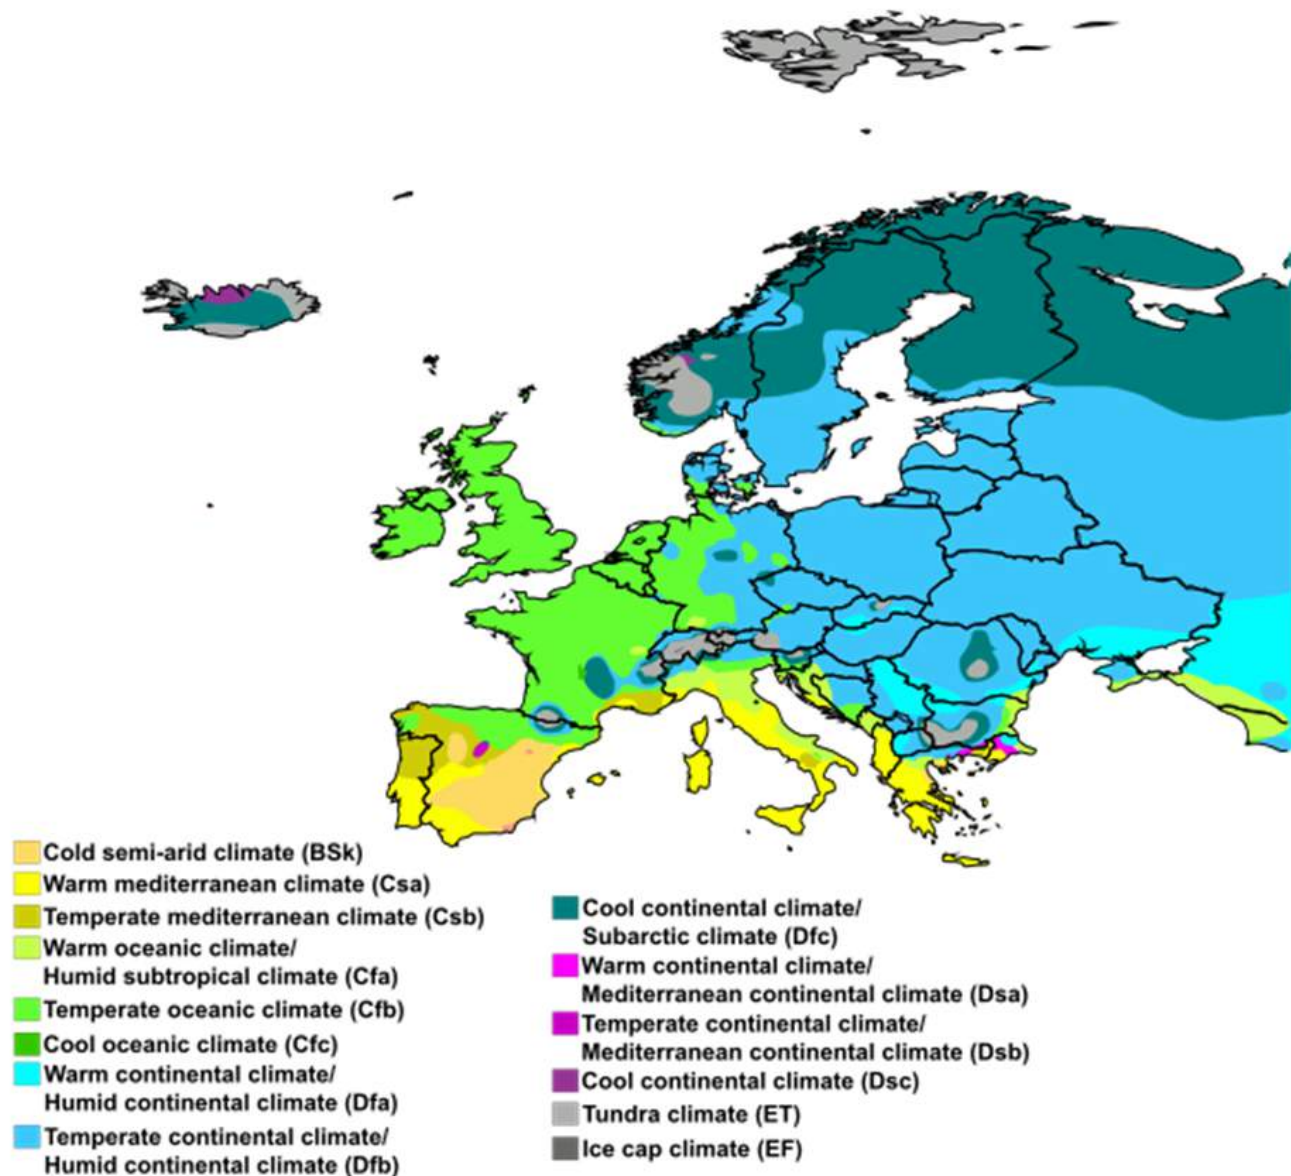 Cold semi-arid climate (BSk)
Warm mediterranean climate (Csa)
Temperate mediterranean climate (Csb)
Warm oceanic climate/
Humid subtropical climate (Cfa)
Temperate oceanic climate (Cfb)
Cool oceanic climate (Cfc)
Warm continental climate/
Humid continental climate (Dfa)
Temperate continental climate/
Humid continental climate (Dfb)
Cool continental climate/
Subarctic climate (Dfc)
Warm continental climate/
Mediterranean continental climate (Dsa)
Temperate continental climate/
Mediterranean continental climate (Dsb)
Cool continental climate (Dsc)
Tundra climate (ET)
Ice cap climate (EF)